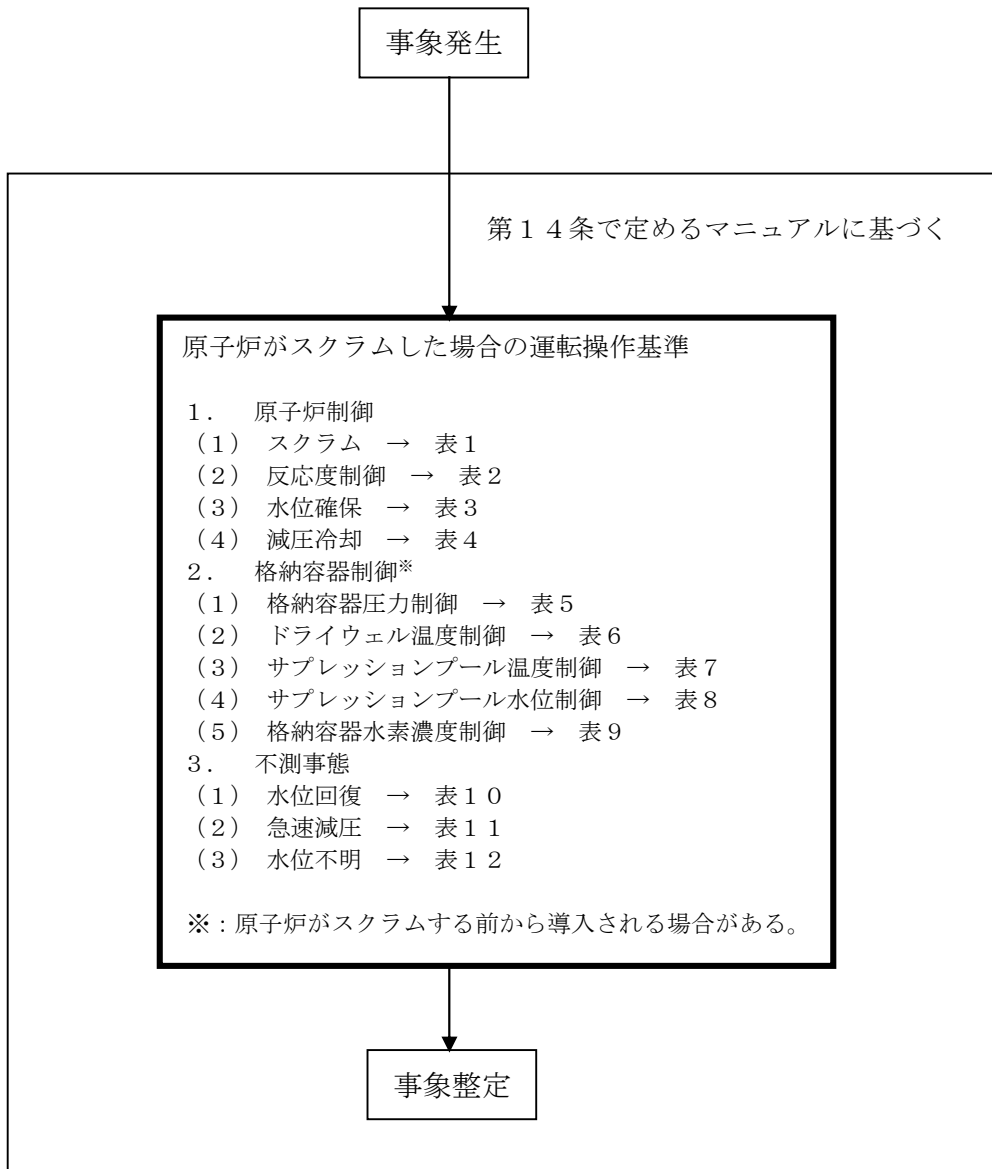 事象発生
第１４条で定めるマニュアルに基づく
原子炉がスクラムした場合の運転操作基準
１．　原子炉制御
（１）　スクラム　→　表１
（２）　反応度制御　→　表２
（３）　水位確保　→　表３
（４）　減圧冷却　→　表４
２．　格納容器制御※
（１）　格納容器圧力制御　→　表５
（２）　ドライウェル温度制御　→　表６
（３）　サプレッションプール温度制御　→　表７
（４）　サプレッションプール水位制御　→　表８
（５）　格納容器水素濃度制御　→　表９
３．　不測事態
（１）　水位回復　→　表１０
（２）　急速減圧　→　表１１
（３）　水位不明　→　表１２
※：原子炉がスクラムする前から導入される場合がある。
事象整定